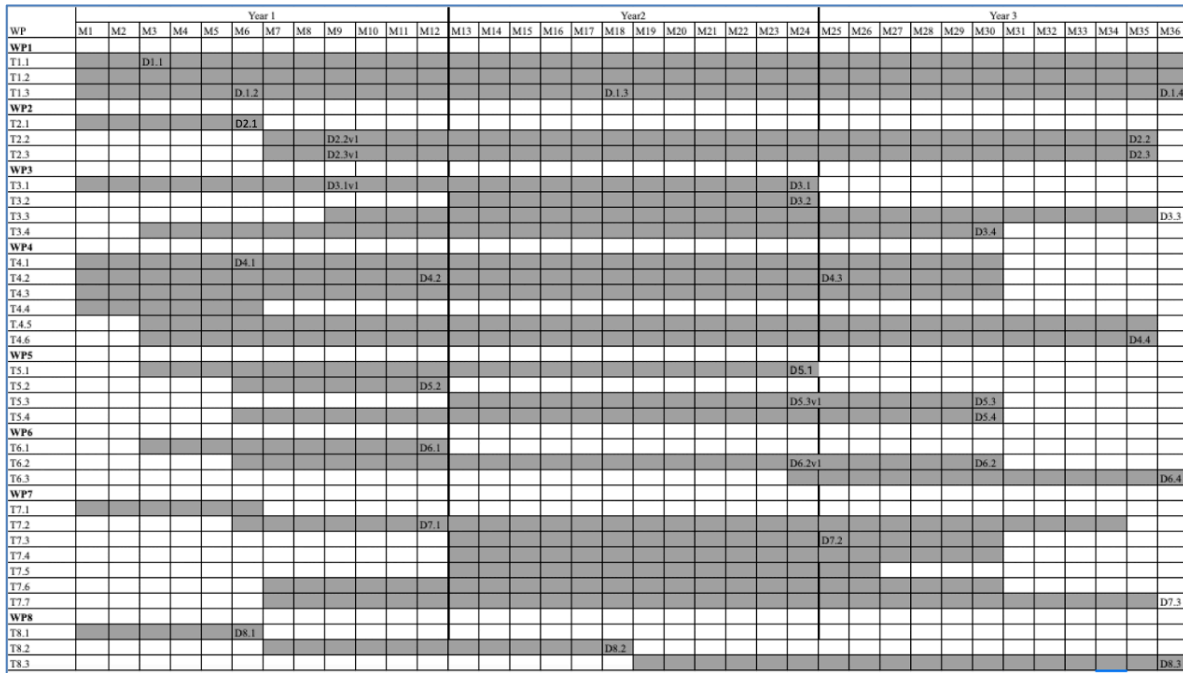 Year 1 Year2 Year 3
WP M1 M2 M3 M4 M5 M6 M7 M8 M9 M10 M11 M12 M13 M14 M15 M16 M17 M18 M19 M20 M21 M22 M23 M24 M25 M26 M27 M28 M29 M30 M31 M32 M33 M34 M35 M36
WP1
T1.1 D1.1
T1.2
T1.3 D.1.2 D.1.3 D.1.4
WP2
T2.1 D2.1
T2.2 D2.2v1 D2.2
T2.3 D2.3v1 D2.3
WP3
T3.1 D3.1v1 D3.1
T3.2 D3.2
T3.3 D3.3
T3.4 D3.4
WP4
T4.1 D4.1
T4.2 D4.2 D4.3
T4.3
T4.4
T.4.5
T4.6 D4.4
WP5
T5.1 D5.1
T5.2 D5.2
T5.3 D5.3v1 D5.3
T5.4 D5.4
WP6
T6.1 D6.1
T6.2 D6.2v1 D6.2
T6.3 D6.4
WP7
T7.1
T7.2 D7.1
T7.3 D7.2
T7.4
T7.5
T7.6
T7.7 D7.3
WP8
T8.1 D8.1
T8.2 D8.2
T8.3 D8.3